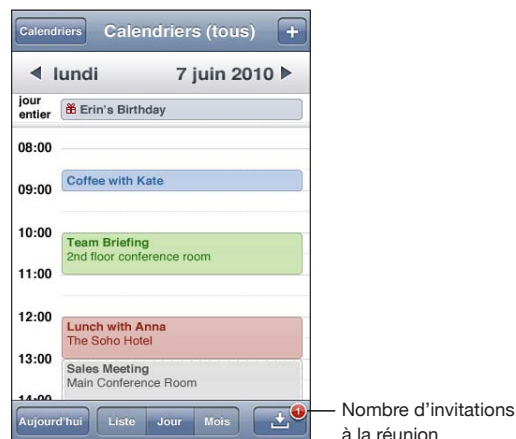 Calendriers Calendriers (tous) +
lundi 7 juin 2010
jour
entier Erin's Birthday
08:00
Coffee with Kate
09:00
10:00
Team Briefing
2nd floor conference room
11:00
12:00
Lunch with Anna
The Soho Hotel
13:00
Sales Meeting
Main Conference Room
14:00
Aujourd'hui Liste Jour Mois 1
Nombre d'invitations
à la réunion